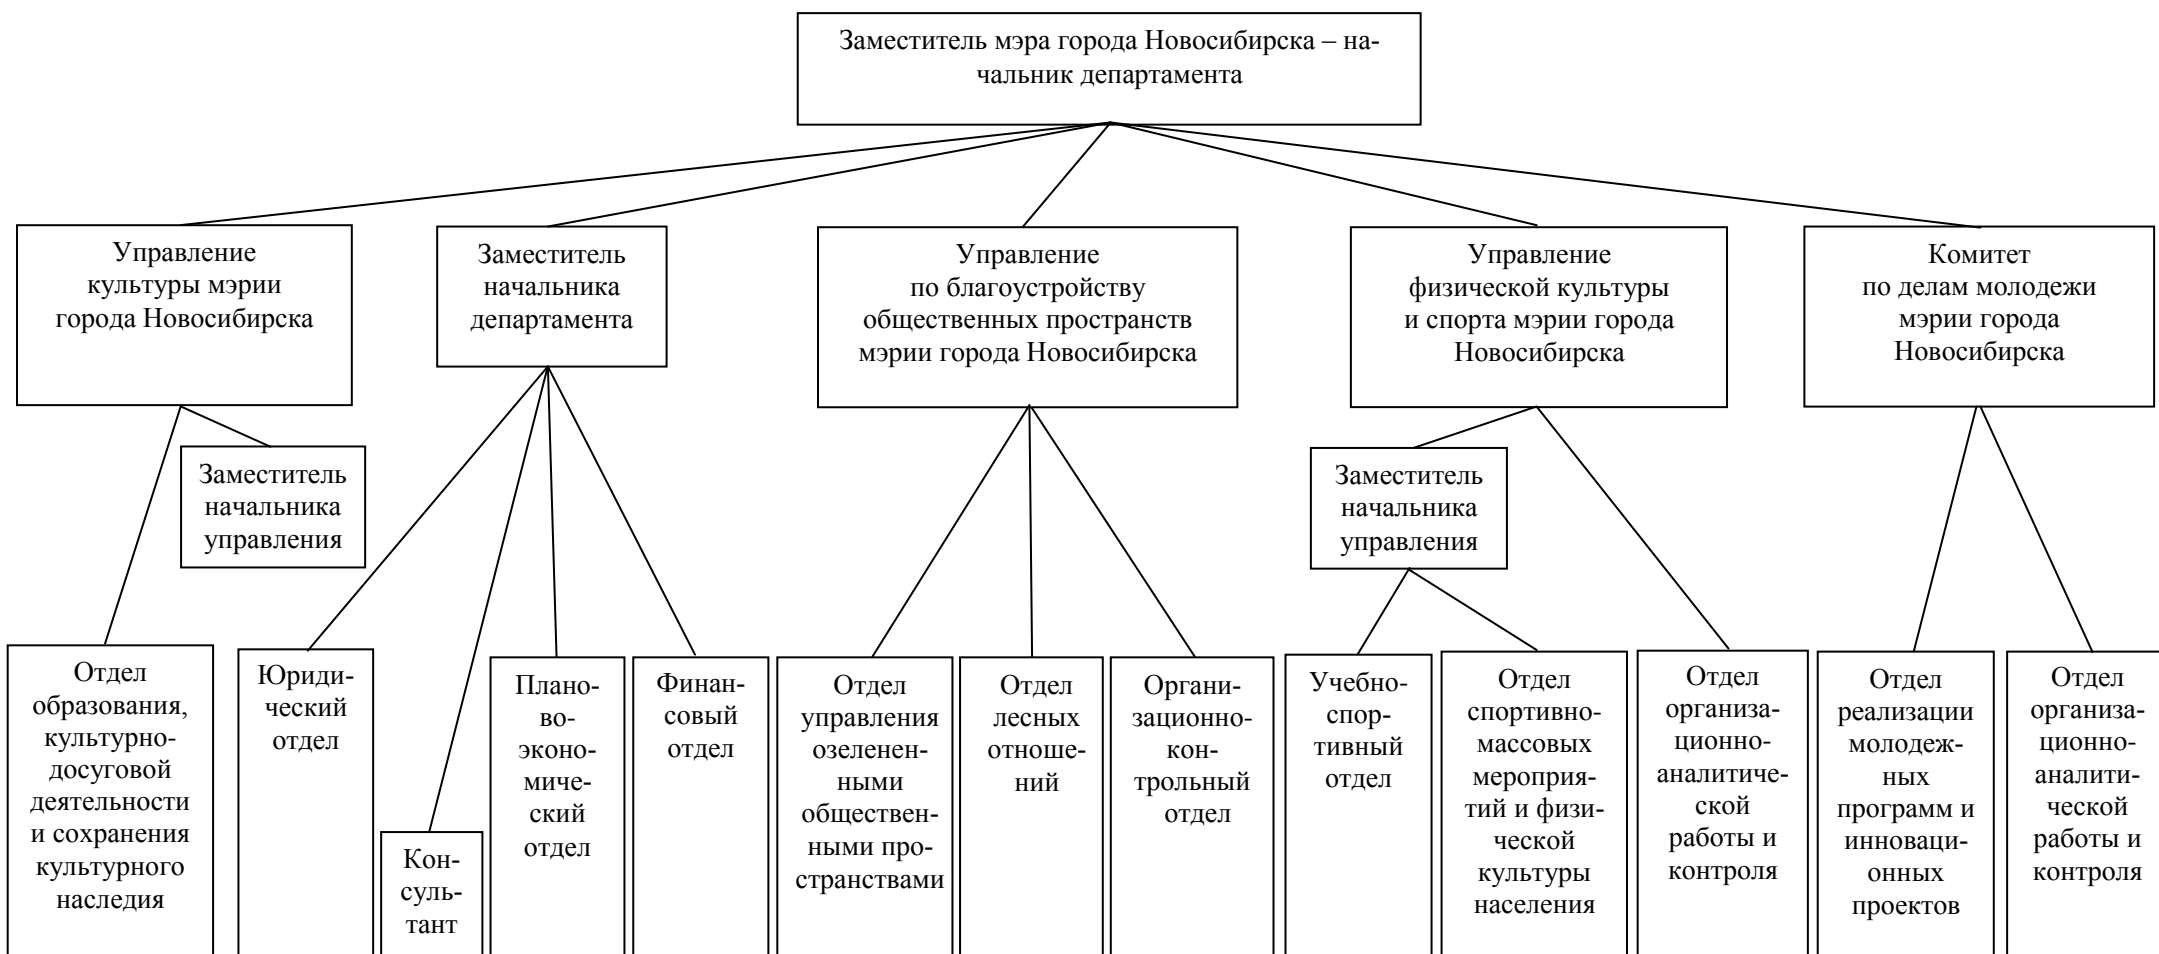 Заместитель мэра города Новосибирска – на-
чальник департамента
Управление
культуры мэрии
города Новосибирска
Заместитель
начальника
департамента
Управление
по благоустройству
общественных пространств
мэрии города Новосибирска
Управление
физической культуры
и спорта мэрии города
Новосибирска
Комитет
по делам молодежи
мэрии города
Новосибирска
Заместитель
начальника
управления
Заместитель
начальника
управления
Отдел
образования,
культурно-
досуговой
деятельности
и сохранения
культурного
наследия
Юриди-
ческий
отдел
Кон-
суль-
тант
Плано-
во-
эконо-
миче-
ский
отдел
Финан-
совый
отдел
Отдел
управления
озеленен-
ными
обществен-
ными про-
странствами
Отдел
лесных
отноше-
ний
Органи-
зационно-
кон-
трольный
отдел
Учебно-
спор-
тивный
отдел
Отдел
спортивно-
массовых
мероприя-
тий и физи-
ческой
культуры
населения
Отдел
организа-
ционно-
аналитиче-
ской
работы и
контроля
Отдел
реализации
молодеж-
ных
программ и
инноваци-
онных
проектов
Отдел
организа-
ционно-
аналити-
ческой
работы и
контроля